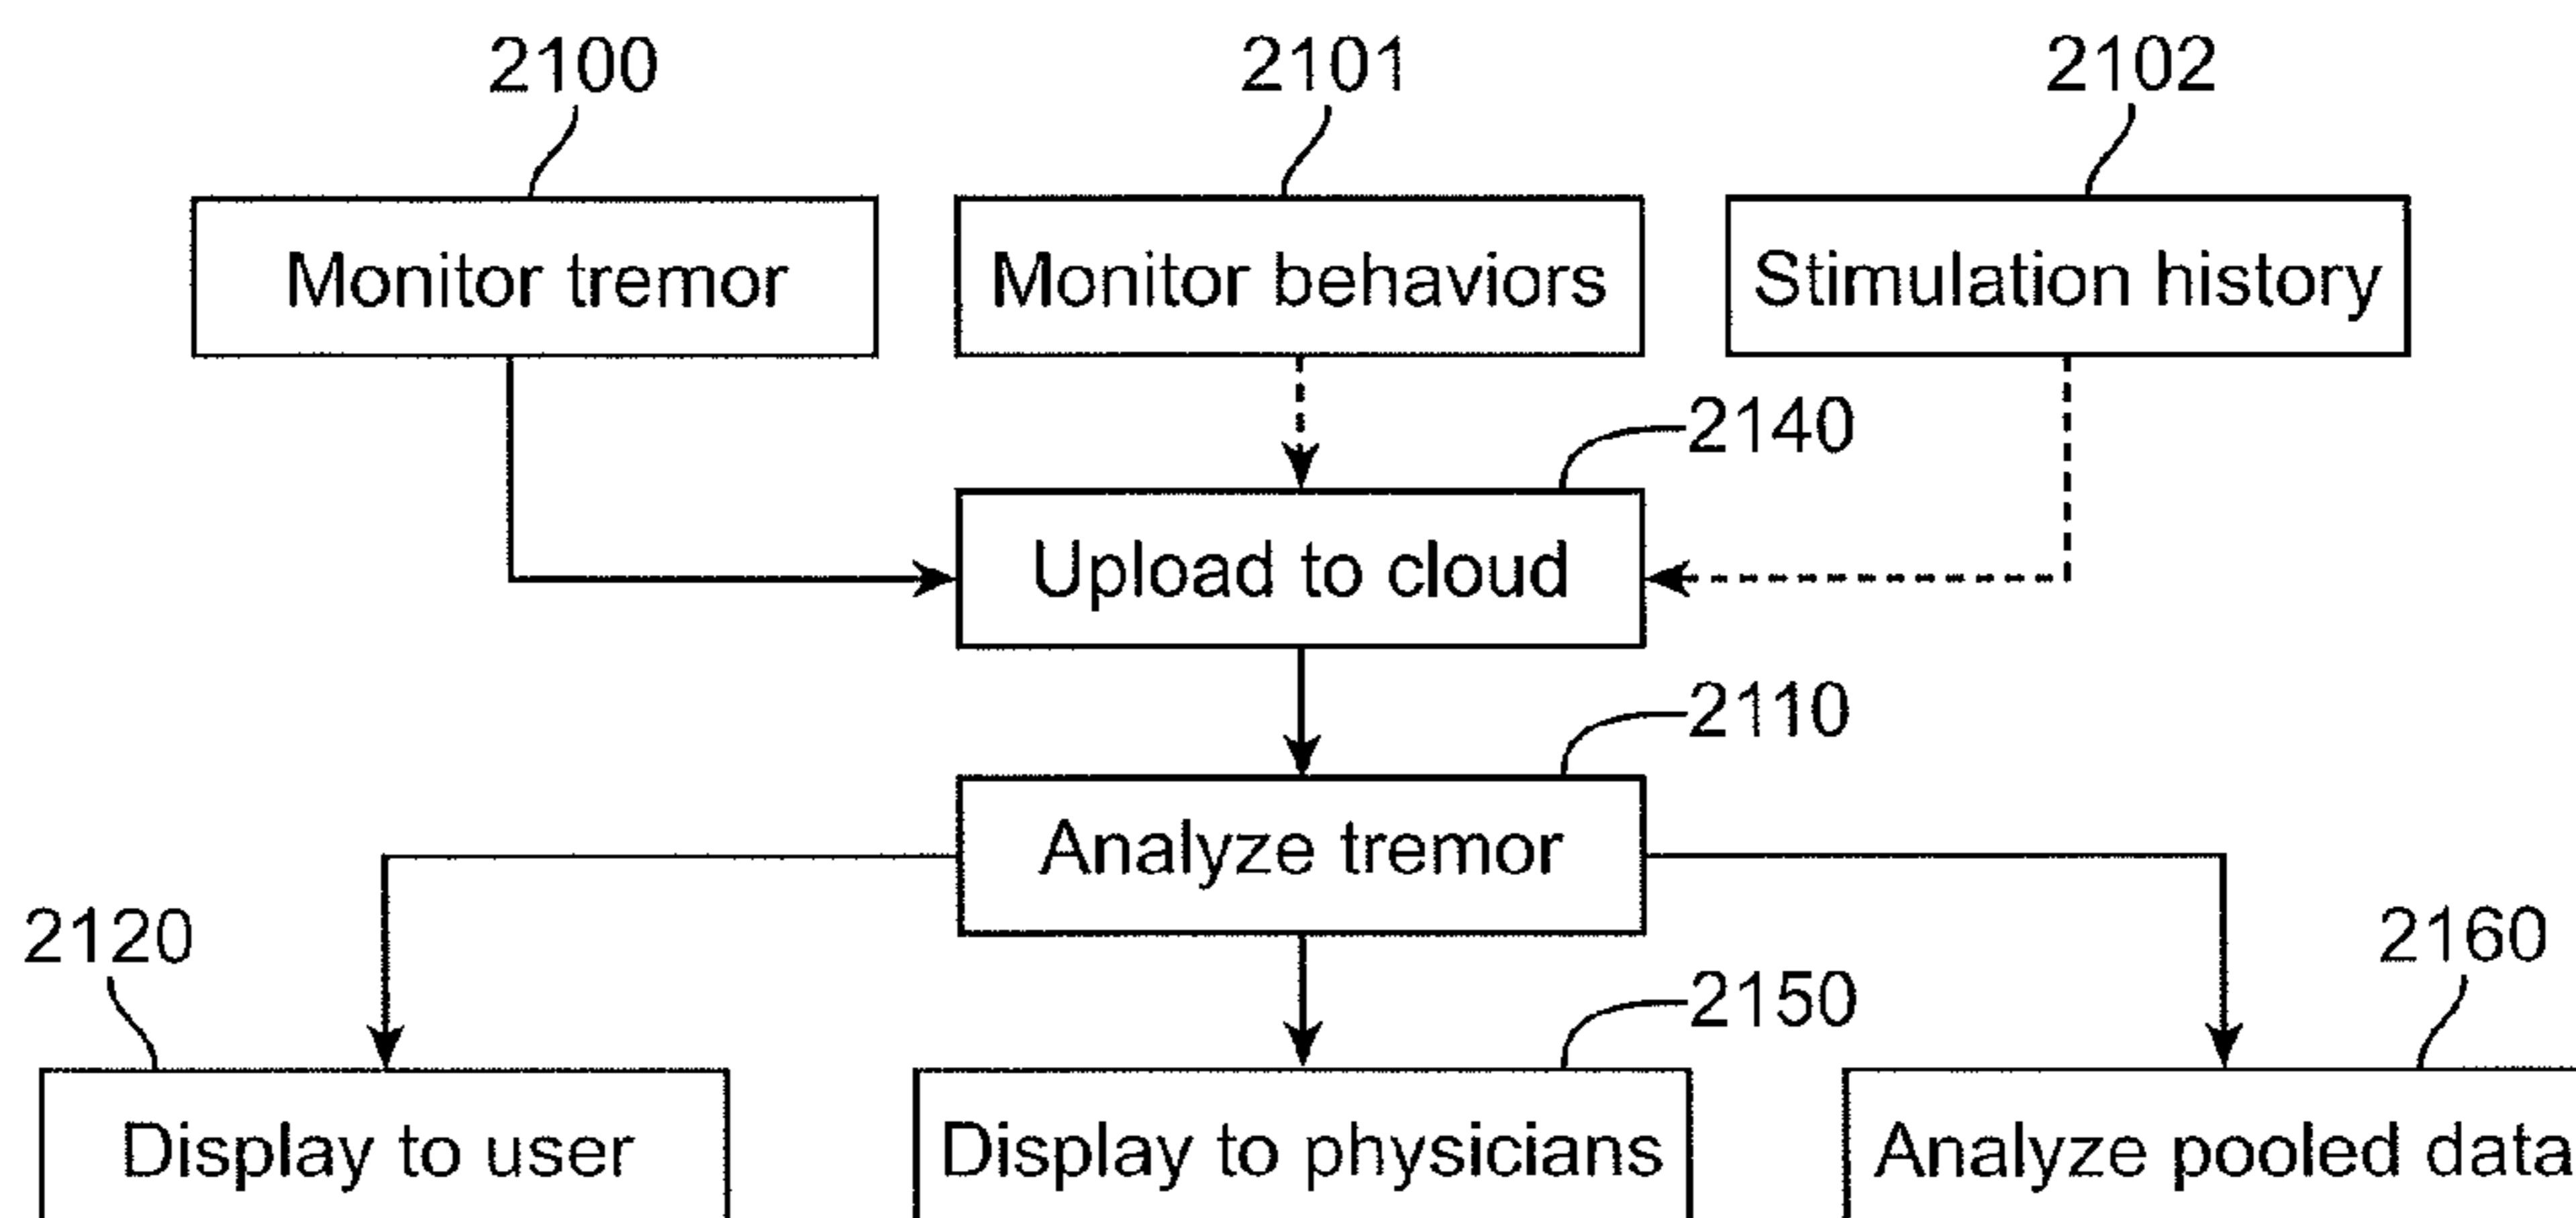 2100
2101
2102
Monitor tremor
Monitor behaviors
Stimulation history
2140
Upload to cloud
2110
Analyze tremor
2120
2160
2150
Display to user
Display to physicians
Analyze pooled data